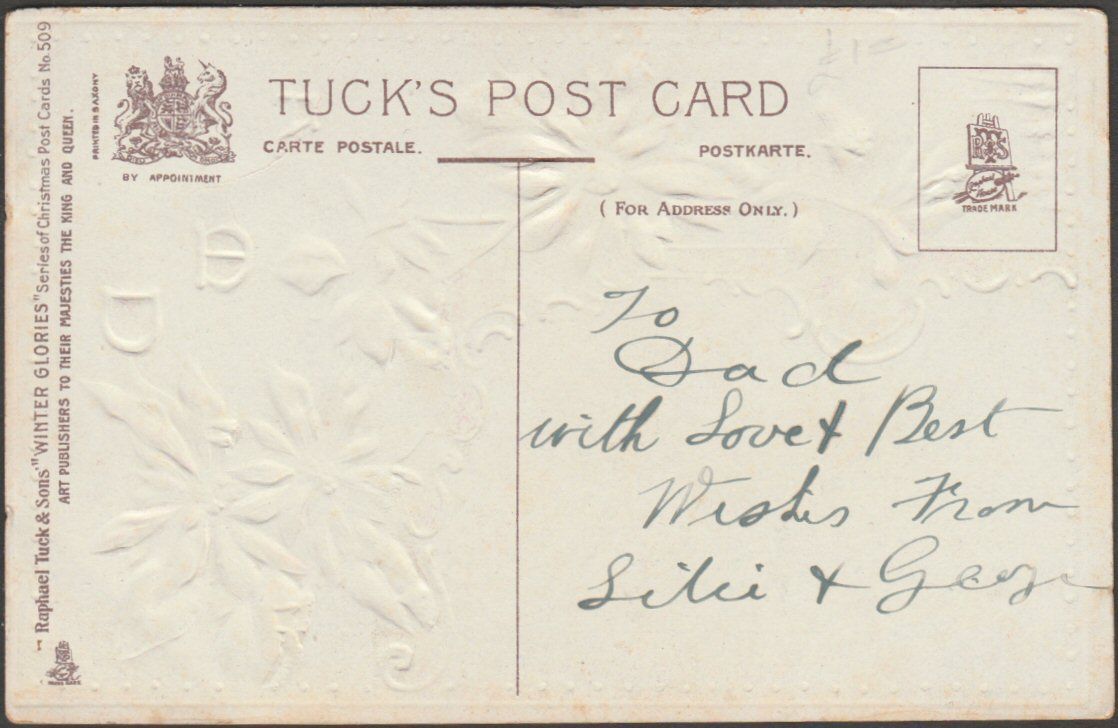 Raphael Tuck & Sons' "WINTER GLORIES" Series of Christmas Post Cards No. 509
ART PUBLISHERS TO THEIR MAJESTIES THE KING AND QUEEN.
PRINTED IN SAXONY
BY APPOINTMENT
TUCK'S POST CARD
CARTE POSTALE.
POSTKARTE.
(FOR ADDRESS ONLY.)
R T S
TRADE MARK
To
Dad
with Love & Best
Wishes From
Lilie & George